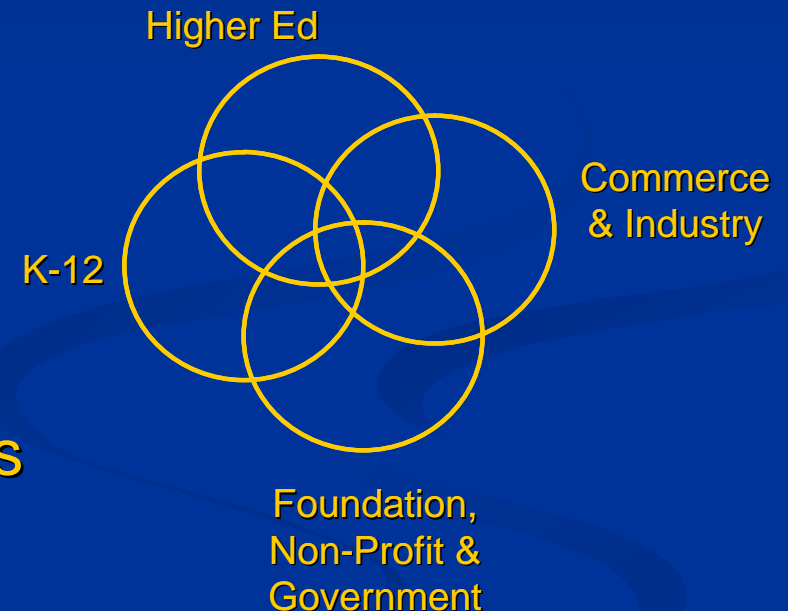 Higher Ed
Commerce
& Industry
K-12
s
Foundation,
Non-Profit &
Government